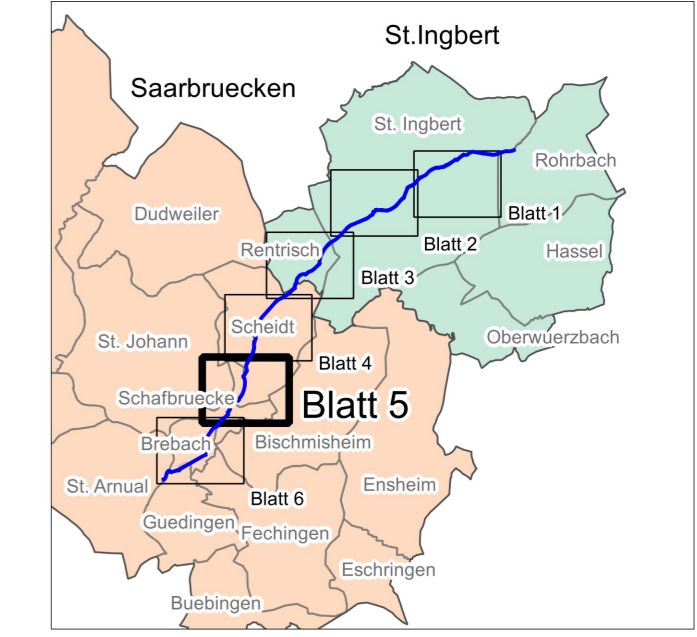 St.Ingbert
Saarbruecken
St. Ingbert
Rohrbach
Dudweiler
Blatt 1
Rentrisch
Blatt 2
Hassel
Blatt 3
Scheidt
St. Johann
Oberwuerzbach
Blatt 4
Schafbruecke
Blatt 5
Brebach
Bischmisheim
St. Arnual
Ensheim
Blatt 6
Guedingen
Fechingen
Eschringen
Buebingen